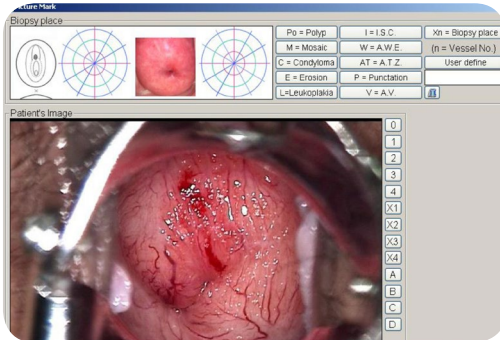 Picture Mark
Biopsy place
Po = Polyp
I = I.S.C.
Xn = Biopsy place
M = Mosaic
W = A.W.E.
(n = Vessel No.)
C = Condyloma
AT = A.T.Z.
User define
E = Erosion
P = Punctation
L=Leukoplakia
V = A.V.
Patient's Image
0
1
2
3
4
X1
X2
X3
X4
A
B
C
D